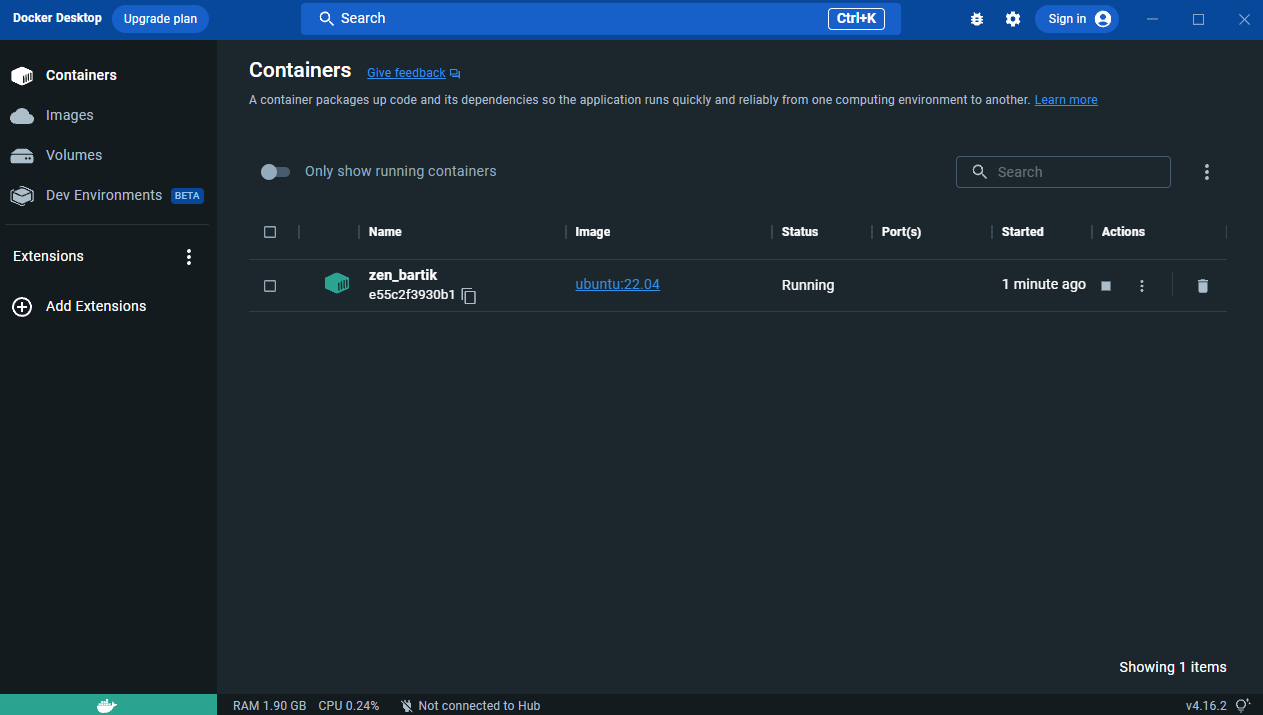 Docker Desktop Upgrade plan Search Ctrl+K Sign in
Containers
Images
Volumes
Dev Environments BETA
Extensions
Add Extensions
Containers Give feedback
A container packages up code and its dependencies so the application runs quickly and reliably from one computing environment to another. Learn more
Only show running containers Search
Name Image Status Port(s) Started Actions
zen_bartik
e55c2f3930b1 ubuntu:22.04 Running 1 minute ago
Showing 1 items
RAM 1.90 GB CPU 0.24% Not connected to Hub v4.16.2